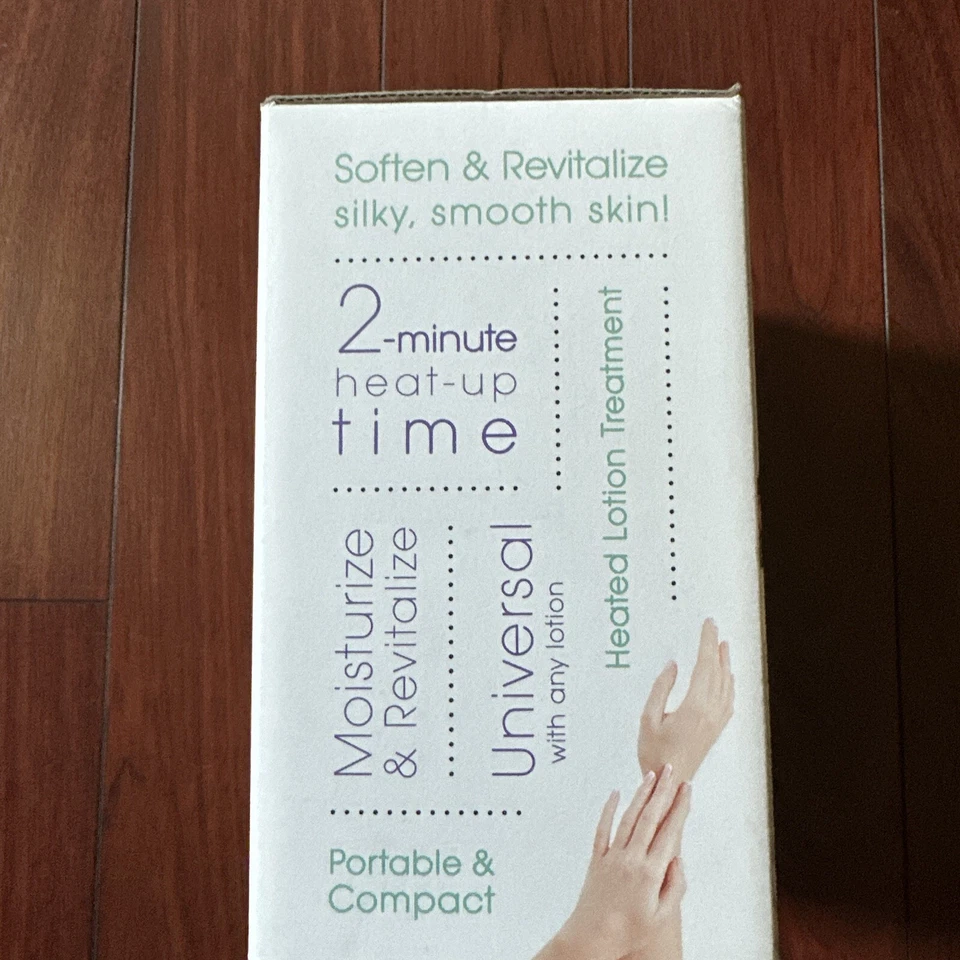 Soften & Revitalize
silky, smooth skin!
2-minute
heat-up
time
Heated Lotion Treatment
Moisturize
& Revitalize
Universal
with any lotion
Portable &
Compact